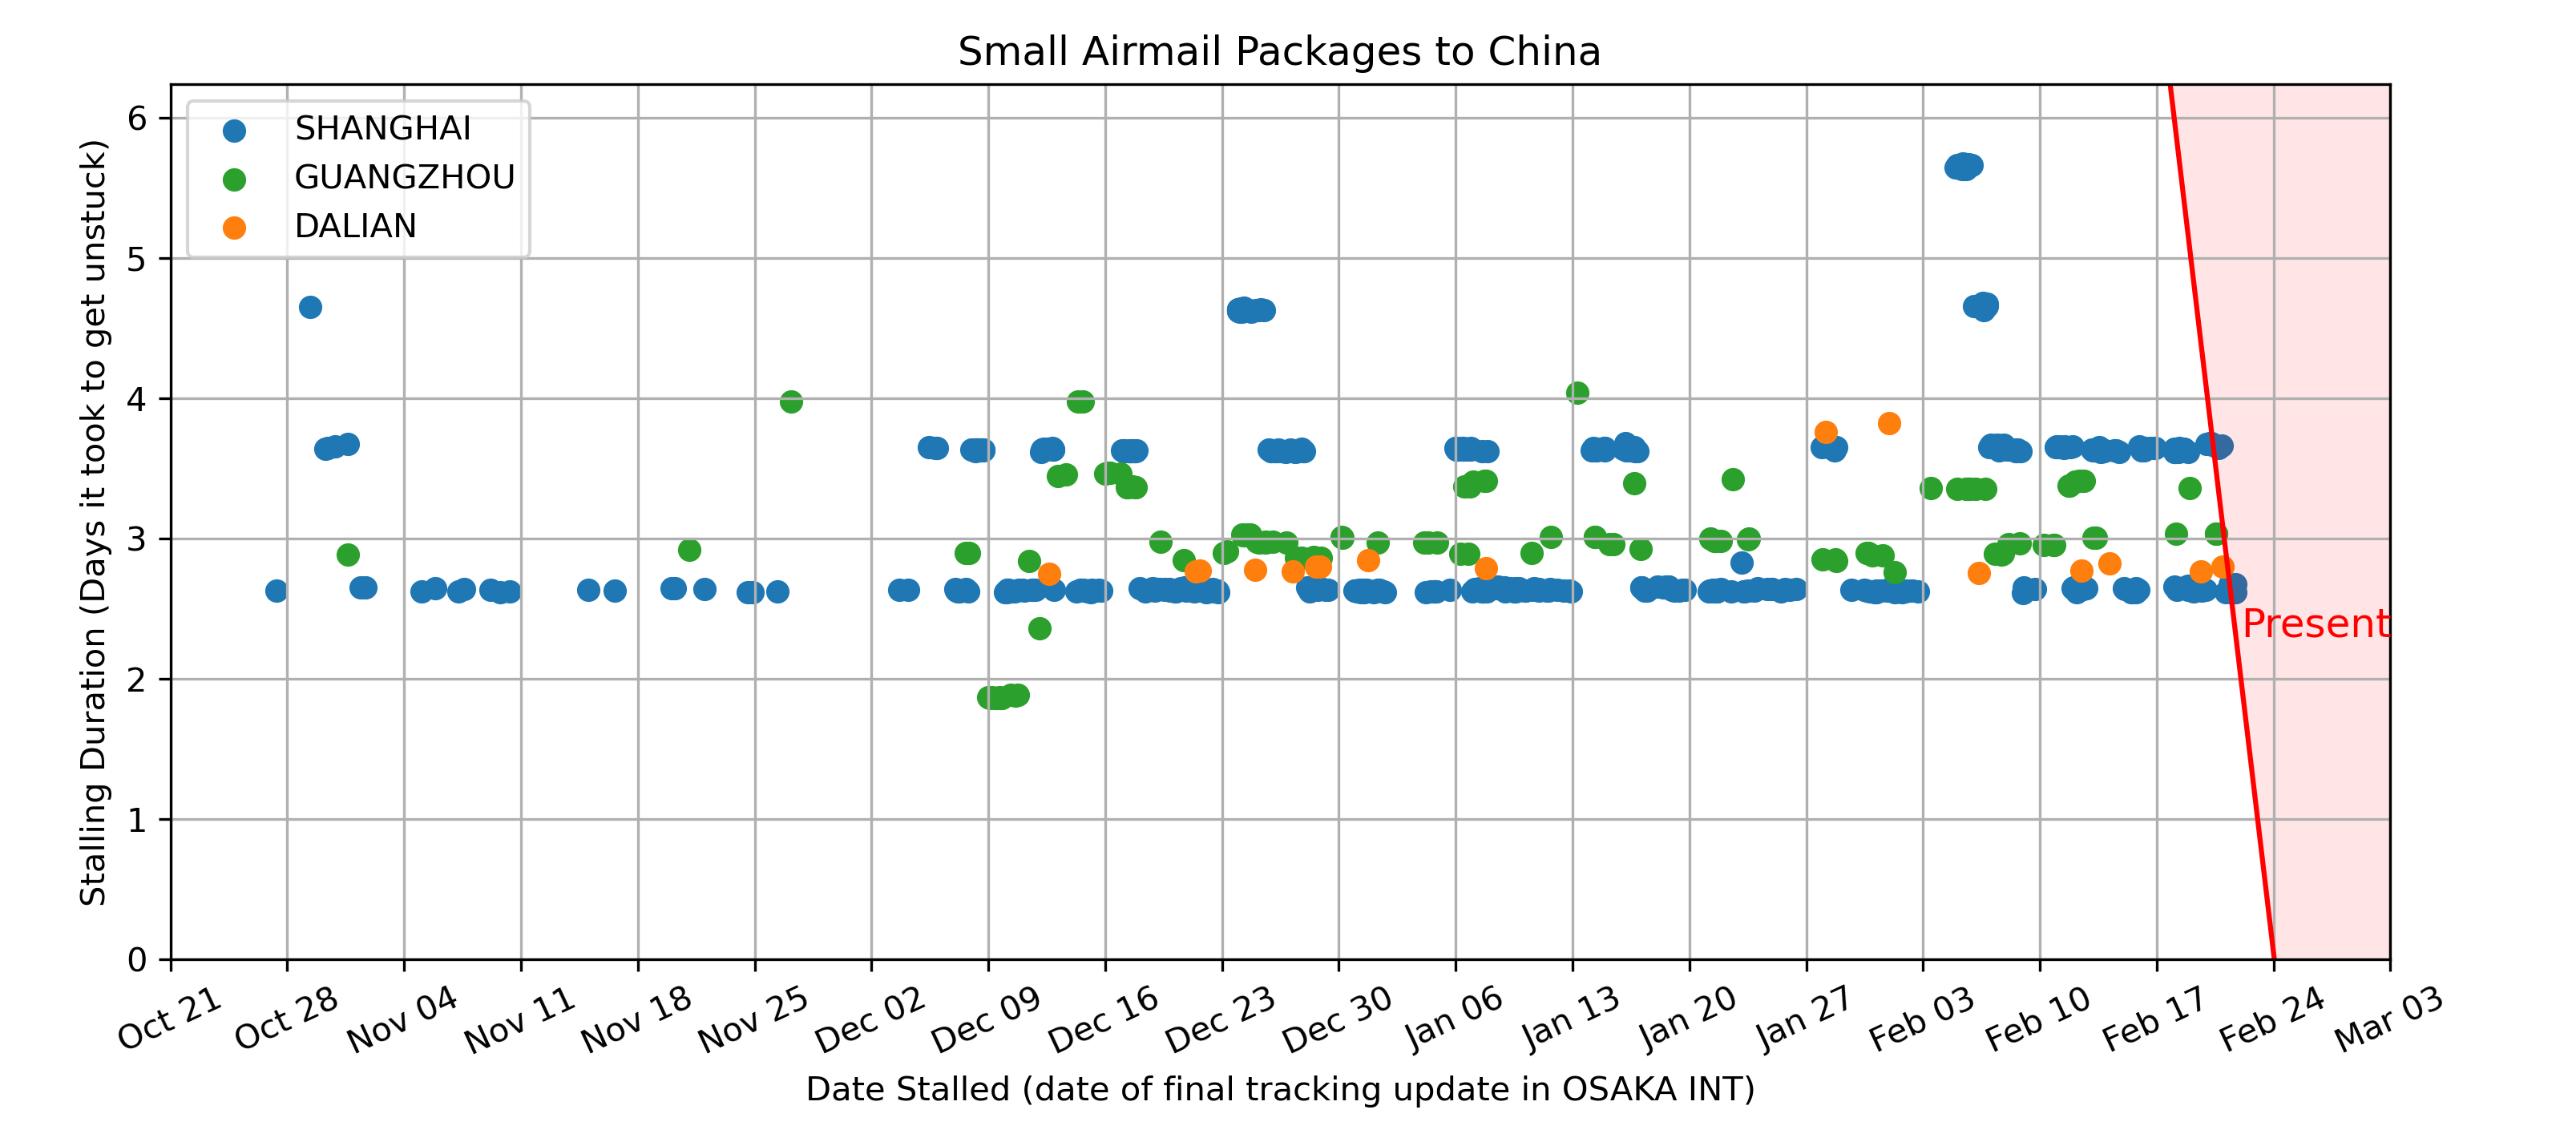 Small Airmail Packages to China
Stalling Duration (Days it took to get unstuck)
6
5
4
3
2
1
0
SHANGHAI
GUANGZHOU
DALIAN
Present
Oct 21
Oct 28
Nov 04
Nov 11
Nov 18
Nov 25
Dec 02
Dec 09
Dec 16
Dec 23
Dec 30
Jan 06
Jan 13
Jan 20
Jan 27
Feb 03
Feb 10
Feb 17
Feb 24
Mar 03
Date Stalled (date of final tracking update in OSAKA INT)